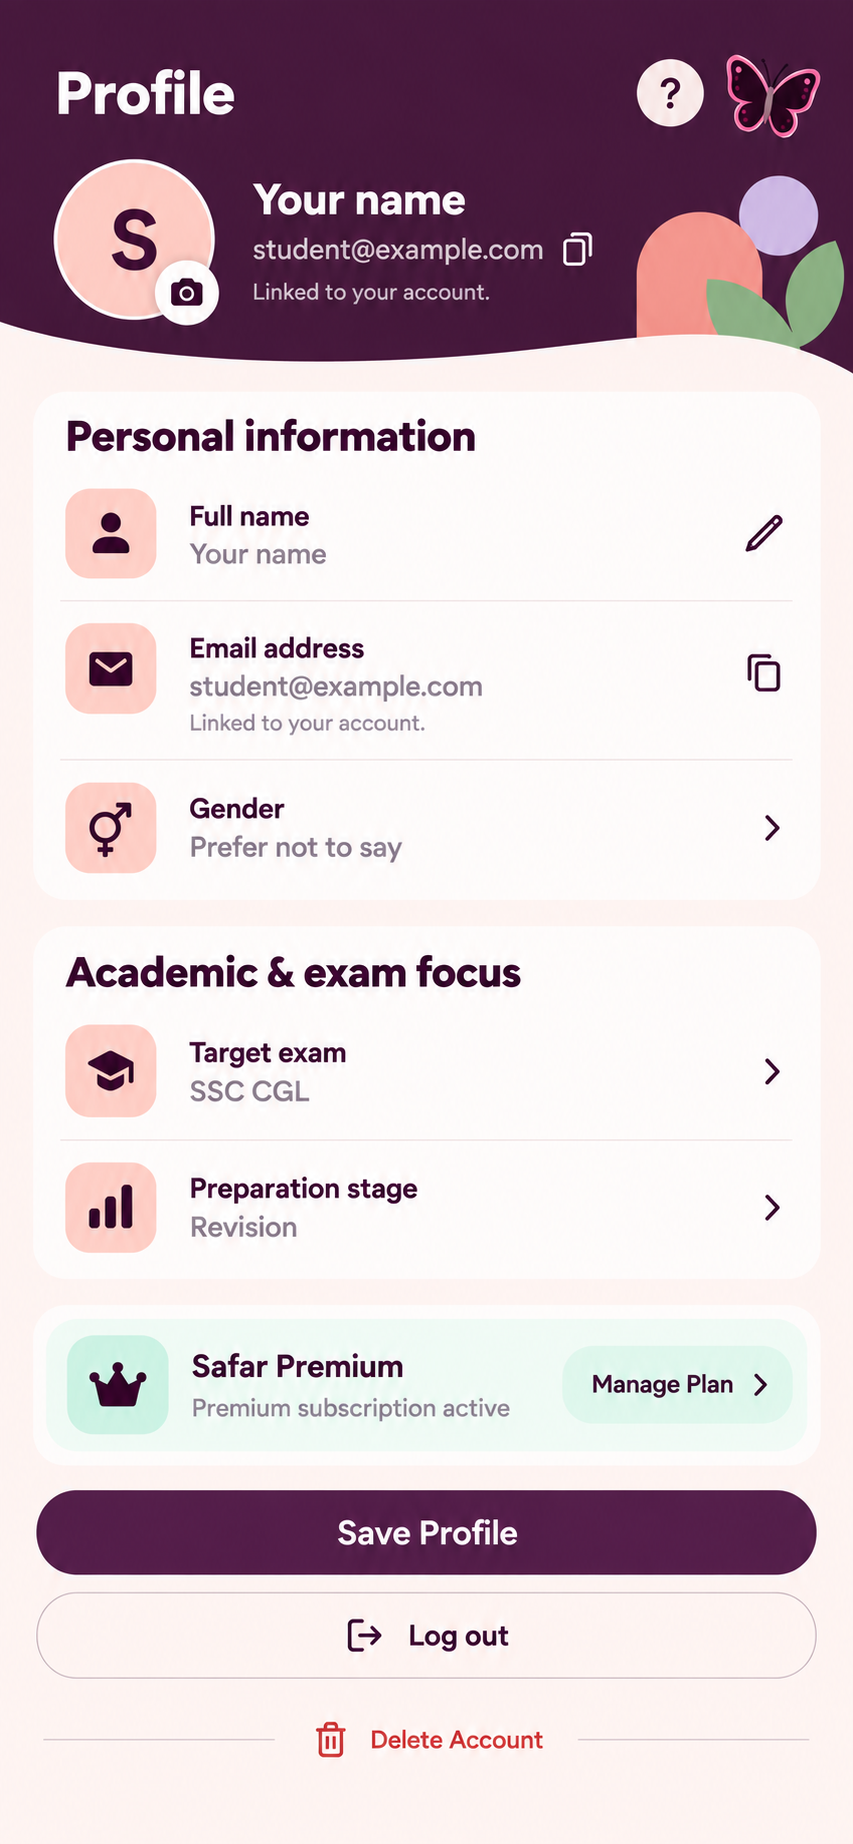 Profile
?
S
Your name
student@example.com
Linked to your account.
Personal information
Full name
Your name
Email address
student@example.com
Linked to your account.
Gender
Prefer not to say
Academic & exam focus
Target exam
SSC CGL
Preparation stage
Revision
Safar Premium
Premium subscription active
Manage Plan
Save Profile
Log out
Delete Account